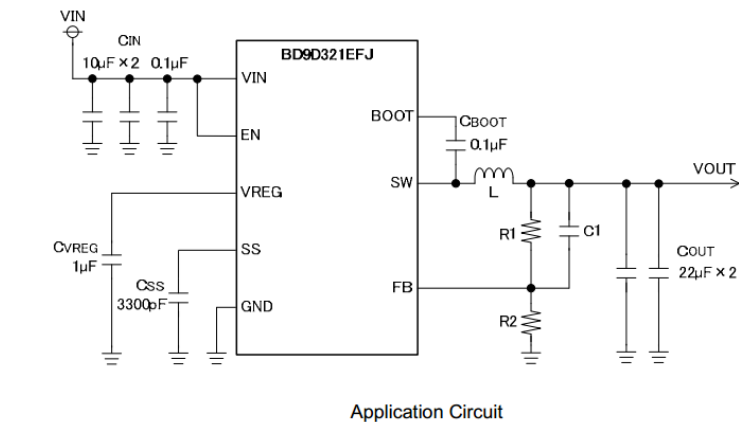 VIN
CIN
10μF×2 0.1μF
BD9D321EFJ
VIN
BOOT
CBOOT
0.1μF
EN
VOUT
SW
L
VREG
R1
C1
CVREG
1μF
SS
COUT
22μF×2
CSS
3300pF
FB
GND
R2
Application Circuit